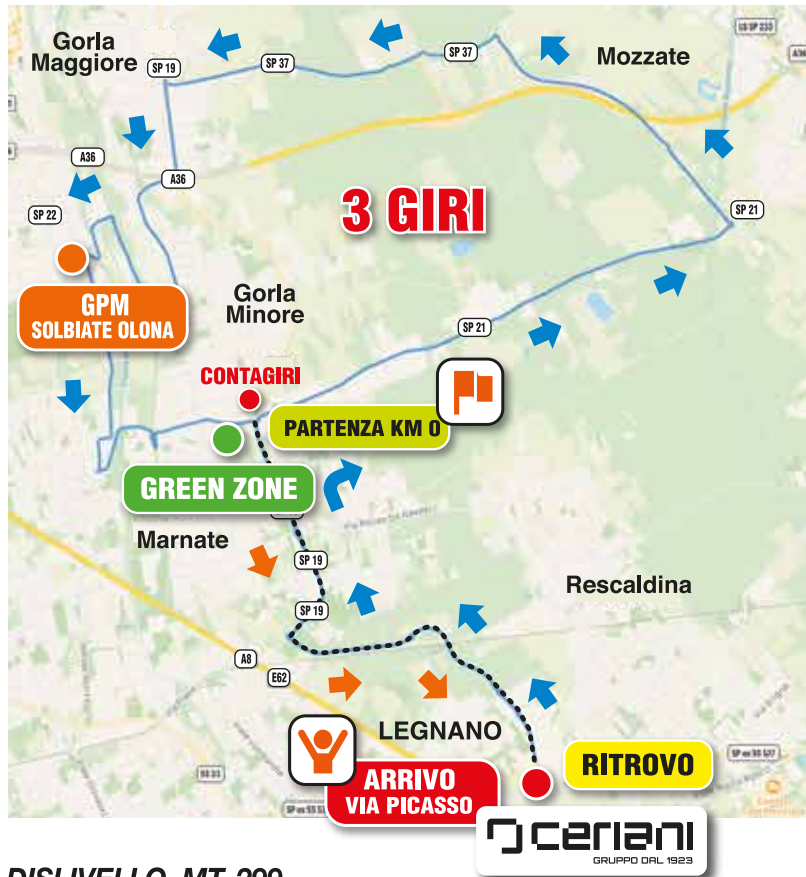 Gorla
Maggiore
SP 19
SP 37
SP 37
Mozzate
A36
A36
SP 22
SP 21
3 GIRI
GPM
SOLBIATE OLONA
Gorla
Minore
SP 21
CONTAGIRI
PARTENZA KM 0
GREEN ZONE
Marnate
SP 19
SP 19
Rescaldina
A8
E62
LEGNANO
ARRIVO
VIA PICASSO
RITROVO
ceriani
GRUPPO DAL 1923